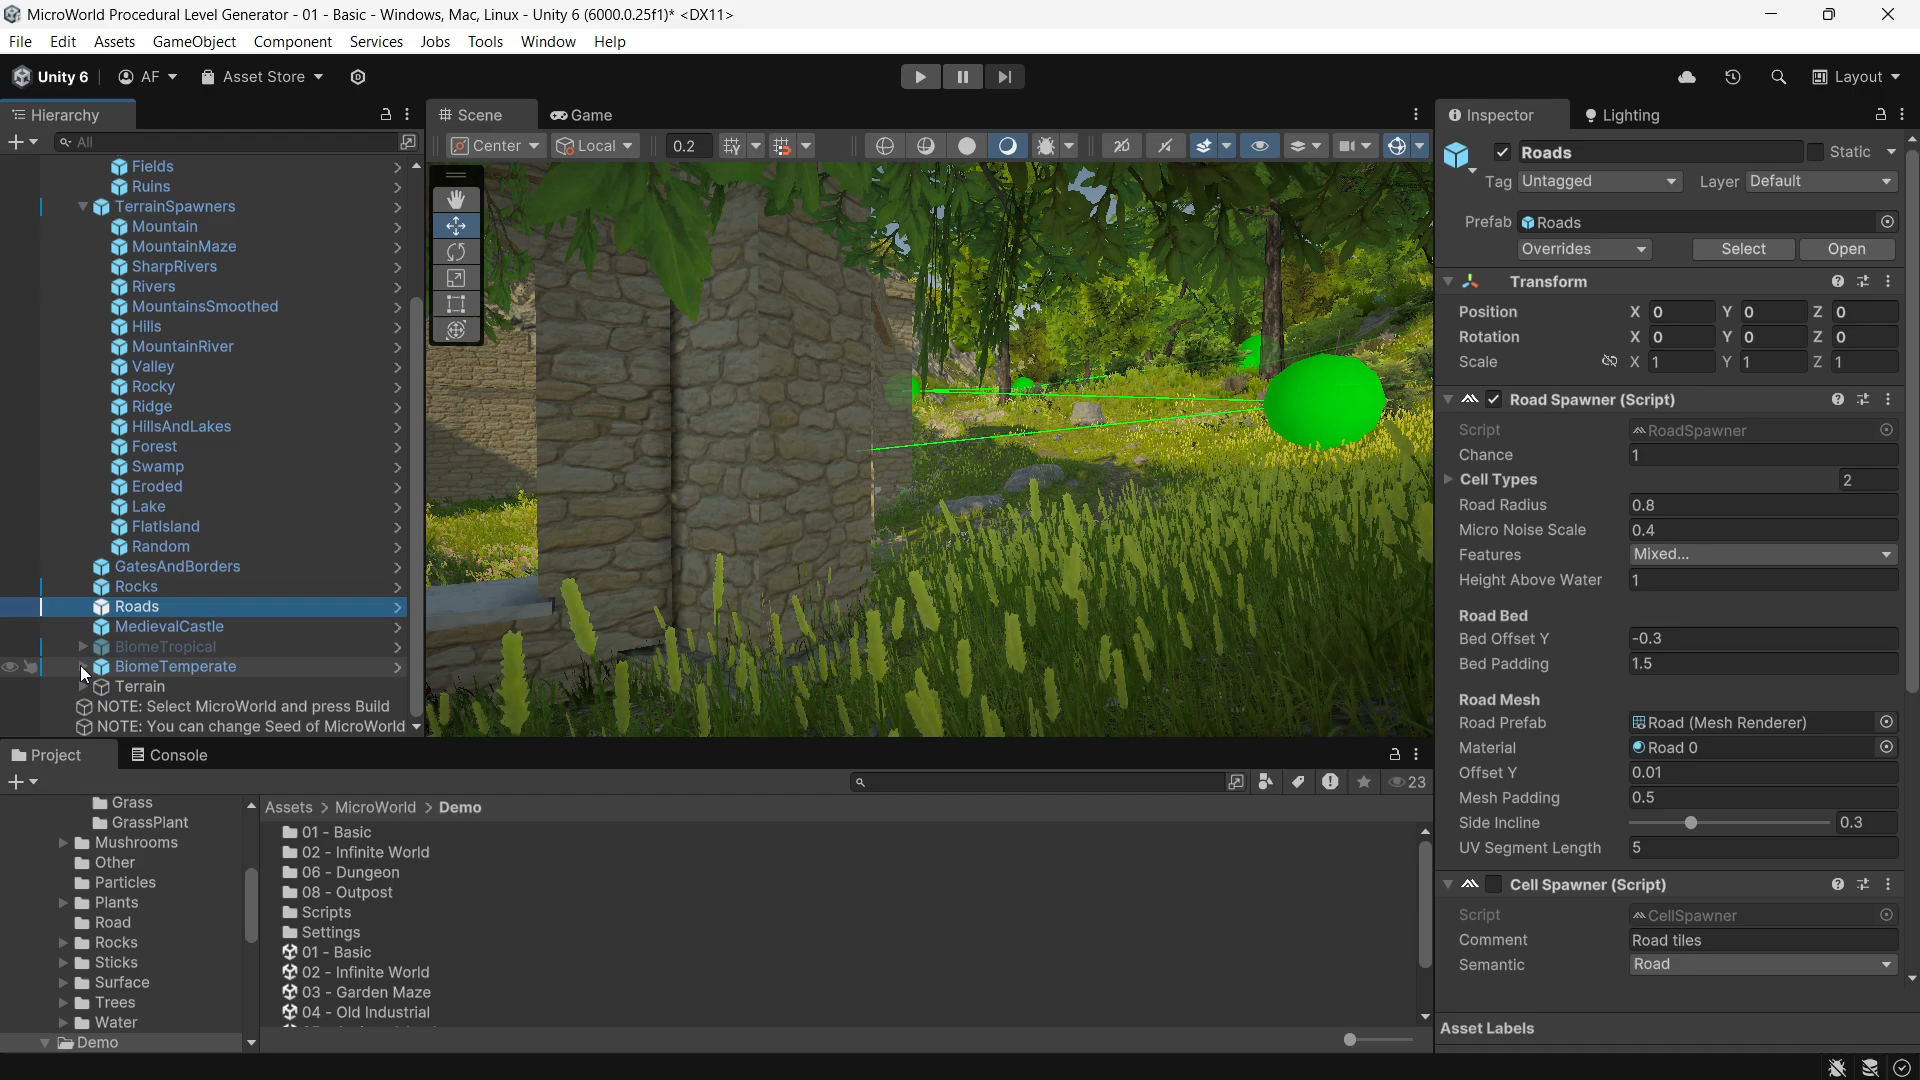 MicroWorld Procedural Level Generator - 01 - Basic - Windows, Mac, Linux - Unity 6 (6000.0.25f1)* <DX11>
File Edit Assets GameObject Component Services Jobs Tools Window Help
Unity 6 AF Asset Store Layout
Hierarchy
All
Fields
Ruins
TerrainSpawners
Mountain
MountainMaze
SharpRivers
Rivers
MountainsSmoothed
Hills
MountainRiver
Valley
Rocky
Ridge
HillsAndLakes
Forest
Swamp
Eroded
Lake
FlatIsland
Random
GatesAndBorders
Rocks
Roads
MedievalCastle
BiomeTropical
BiomeTemperate
Terrain
NOTE: Select MicroWorld and press Build
NOTE: You can change Seed of MicroWorld
Scene Game
Center Local 0.2 2D
Inspector Lighting
Roads Static
Tag Untagged Layer Default
Prefab Roads
Overrides Select Open
Transform
Position X 0 Y 0 Z 0
Rotation X 0 Y 0 Z 0
Scale X 1 Y 1 Z 1
Road Spawner (Script)
Script RoadSpawner
Chance 1
Cell Types 2
Road Radius 0.8
Micro Noise Scale 0.4
Features Mixed...
Height Above Water 1
Road Bed
Bed Offset Y -0.3
Bed Padding 1.5
Road Mesh
Road Prefab Road (Mesh Renderer)
Material Road 0
Offset Y 0.01
Mesh Padding 0.5
Side Incline 0.3
UV Segment Length 5
Cell Spawner (Script)
Script CellSpawner
Comment Road tiles
Semantic Road
Asset Labels
Project Console
23
Grass
GrassPlant
Mushrooms
Other
Particles
Plants
Road
Rocks
Sticks
Surface
Trees
Water
Demo
Assets > MicroWorld > Demo
01 - Basic
02 - Infinite World
06 - Dungeon
08 - Outpost
Scripts
Settings
01 - Basic
02 - Infinite World
03 - Garden Maze
04 - Old Industrial